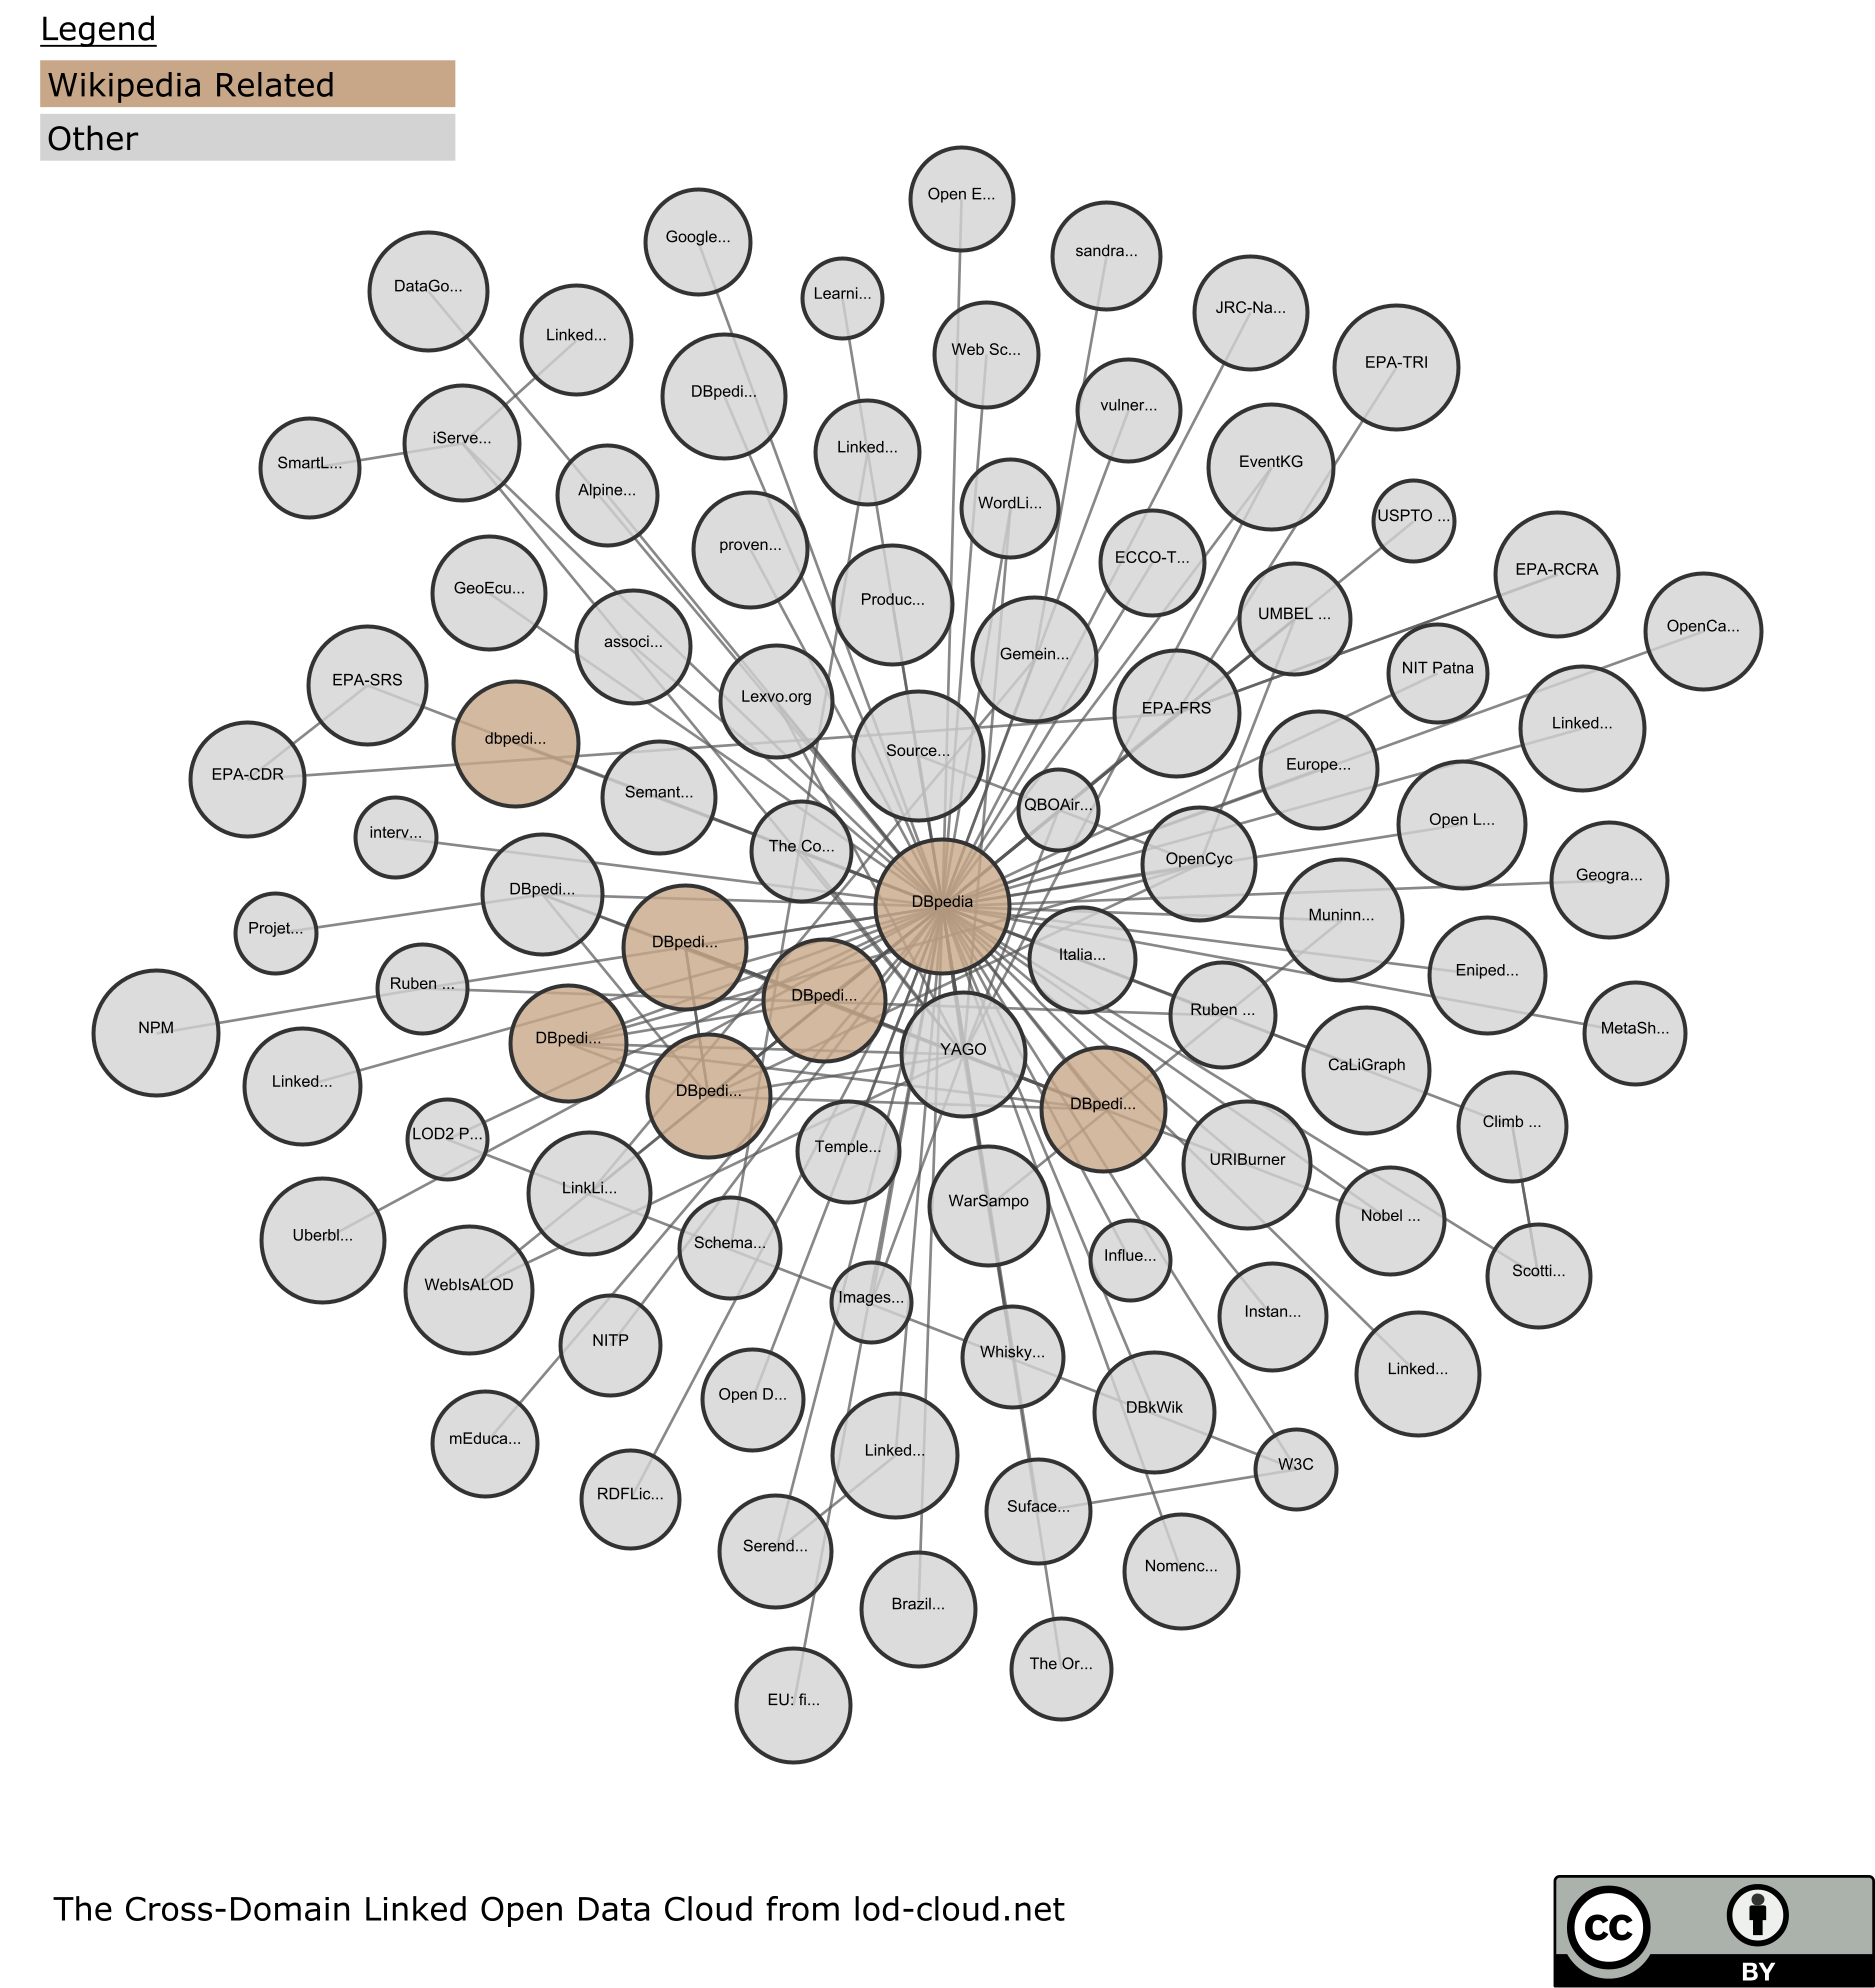 Legend
Wikipedia Related
Other
Open E...
Google...
sandra...
DataGo...
Learni...
JRC-Na...
Linked...
Web Sc...
EPA-TRI
DBpedi...
vulner...
iServe...
Linked...
EventKG
SmartL...
Alpine...
WordLi...
USPTO ...
proven...
ECCO-T...
EPA-RCRA
GeoEcu...
Produc...
UMBEL ...
OpenCa...
associ...
Gemein...
NIT Patna
EPA-SRS
Lexvo.org
EPA-FRS
Linked...
dbpedi...
Source...
Europe...
EPA-CDR
Semant...
QBOAir...
Open L...
interv...
The Co...
OpenCyc
Geogra...
DBpedi...
DBpedia
Muninn...
Projet...
DBpedi...
Italia...
Eniped...
Ruben ...
DBpedi...
Ruben ...
NPM
DBpedi...
YAGO
MetaSh...
Linked...
DBpedi...
DBpedi...
CaLiGraph
LOD2 P...
Temple...
Climb ...
LinkLi...
WarSampo
URIBurner
Uberbl...
Schema...
Nobel ...
WebIsALOD
Images...
Influe...
Scotti...
NITP
Whisky...
Instan...
mEduca...
Open D...
DBkWik
Linked...
RDFLic...
Linked...
W3C
Serend...
Suface...
Nomenc...
Brazil...
The Or...
EU: fi...
The Cross-Domain Linked Open Data Cloud from lod-cloud.net
cc
BY